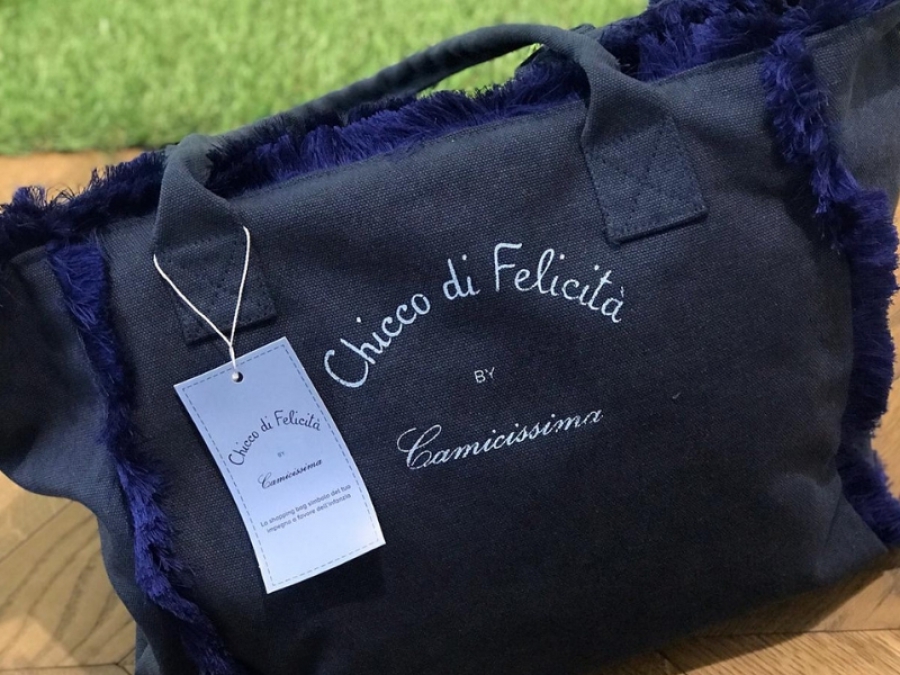 Chicco di Felicità
BY
Camicissima
Chicco di Felicità
BY
Camicissima
La shopping bag simbolo del tuo
impegno a favore dell'infanzia